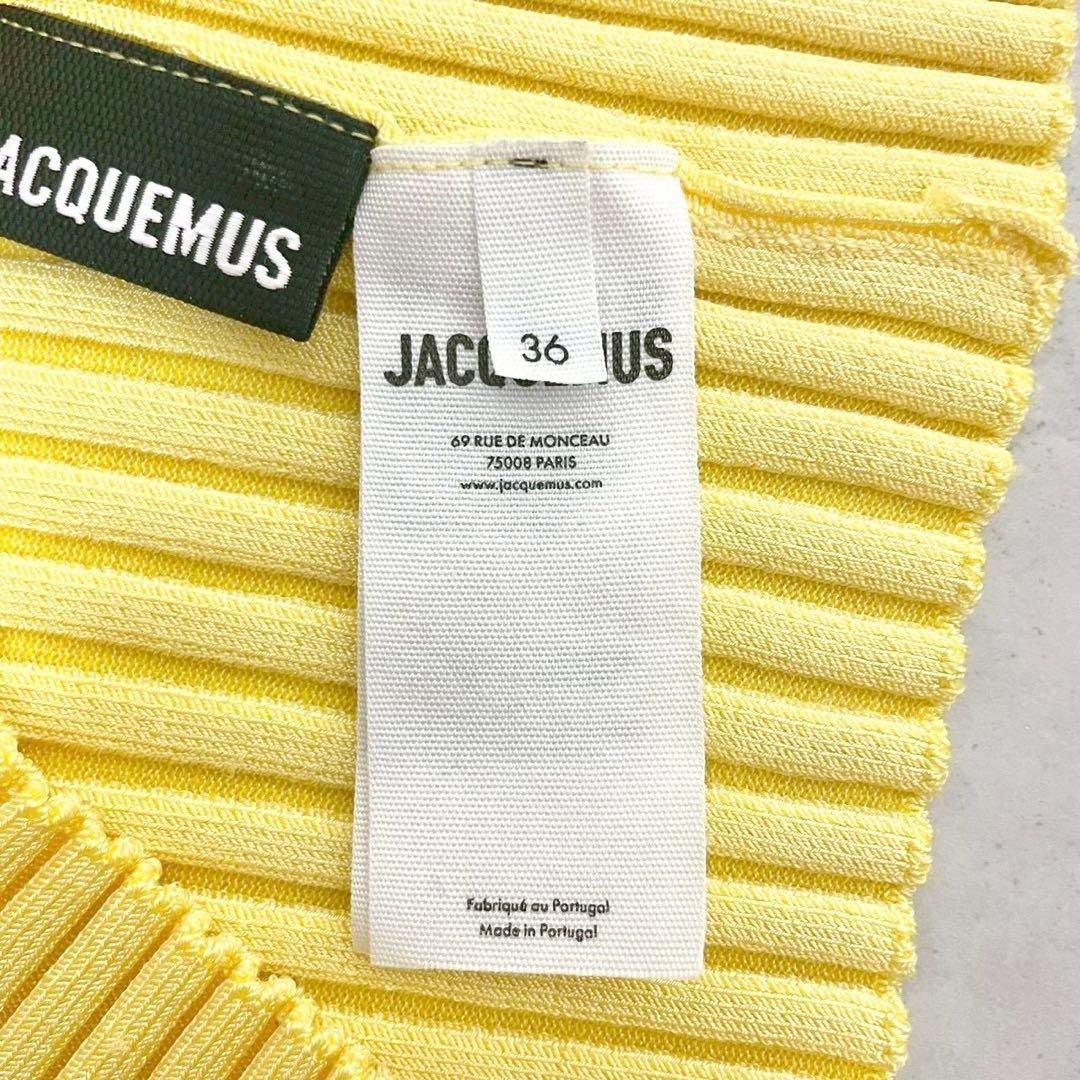 ACQUEMUS
36
JACQUEMUS
69 RUE DE MONCEAU
75008 PARIS
www.jacquemus.com
Fabriqué au Portugal
Made in Portugal